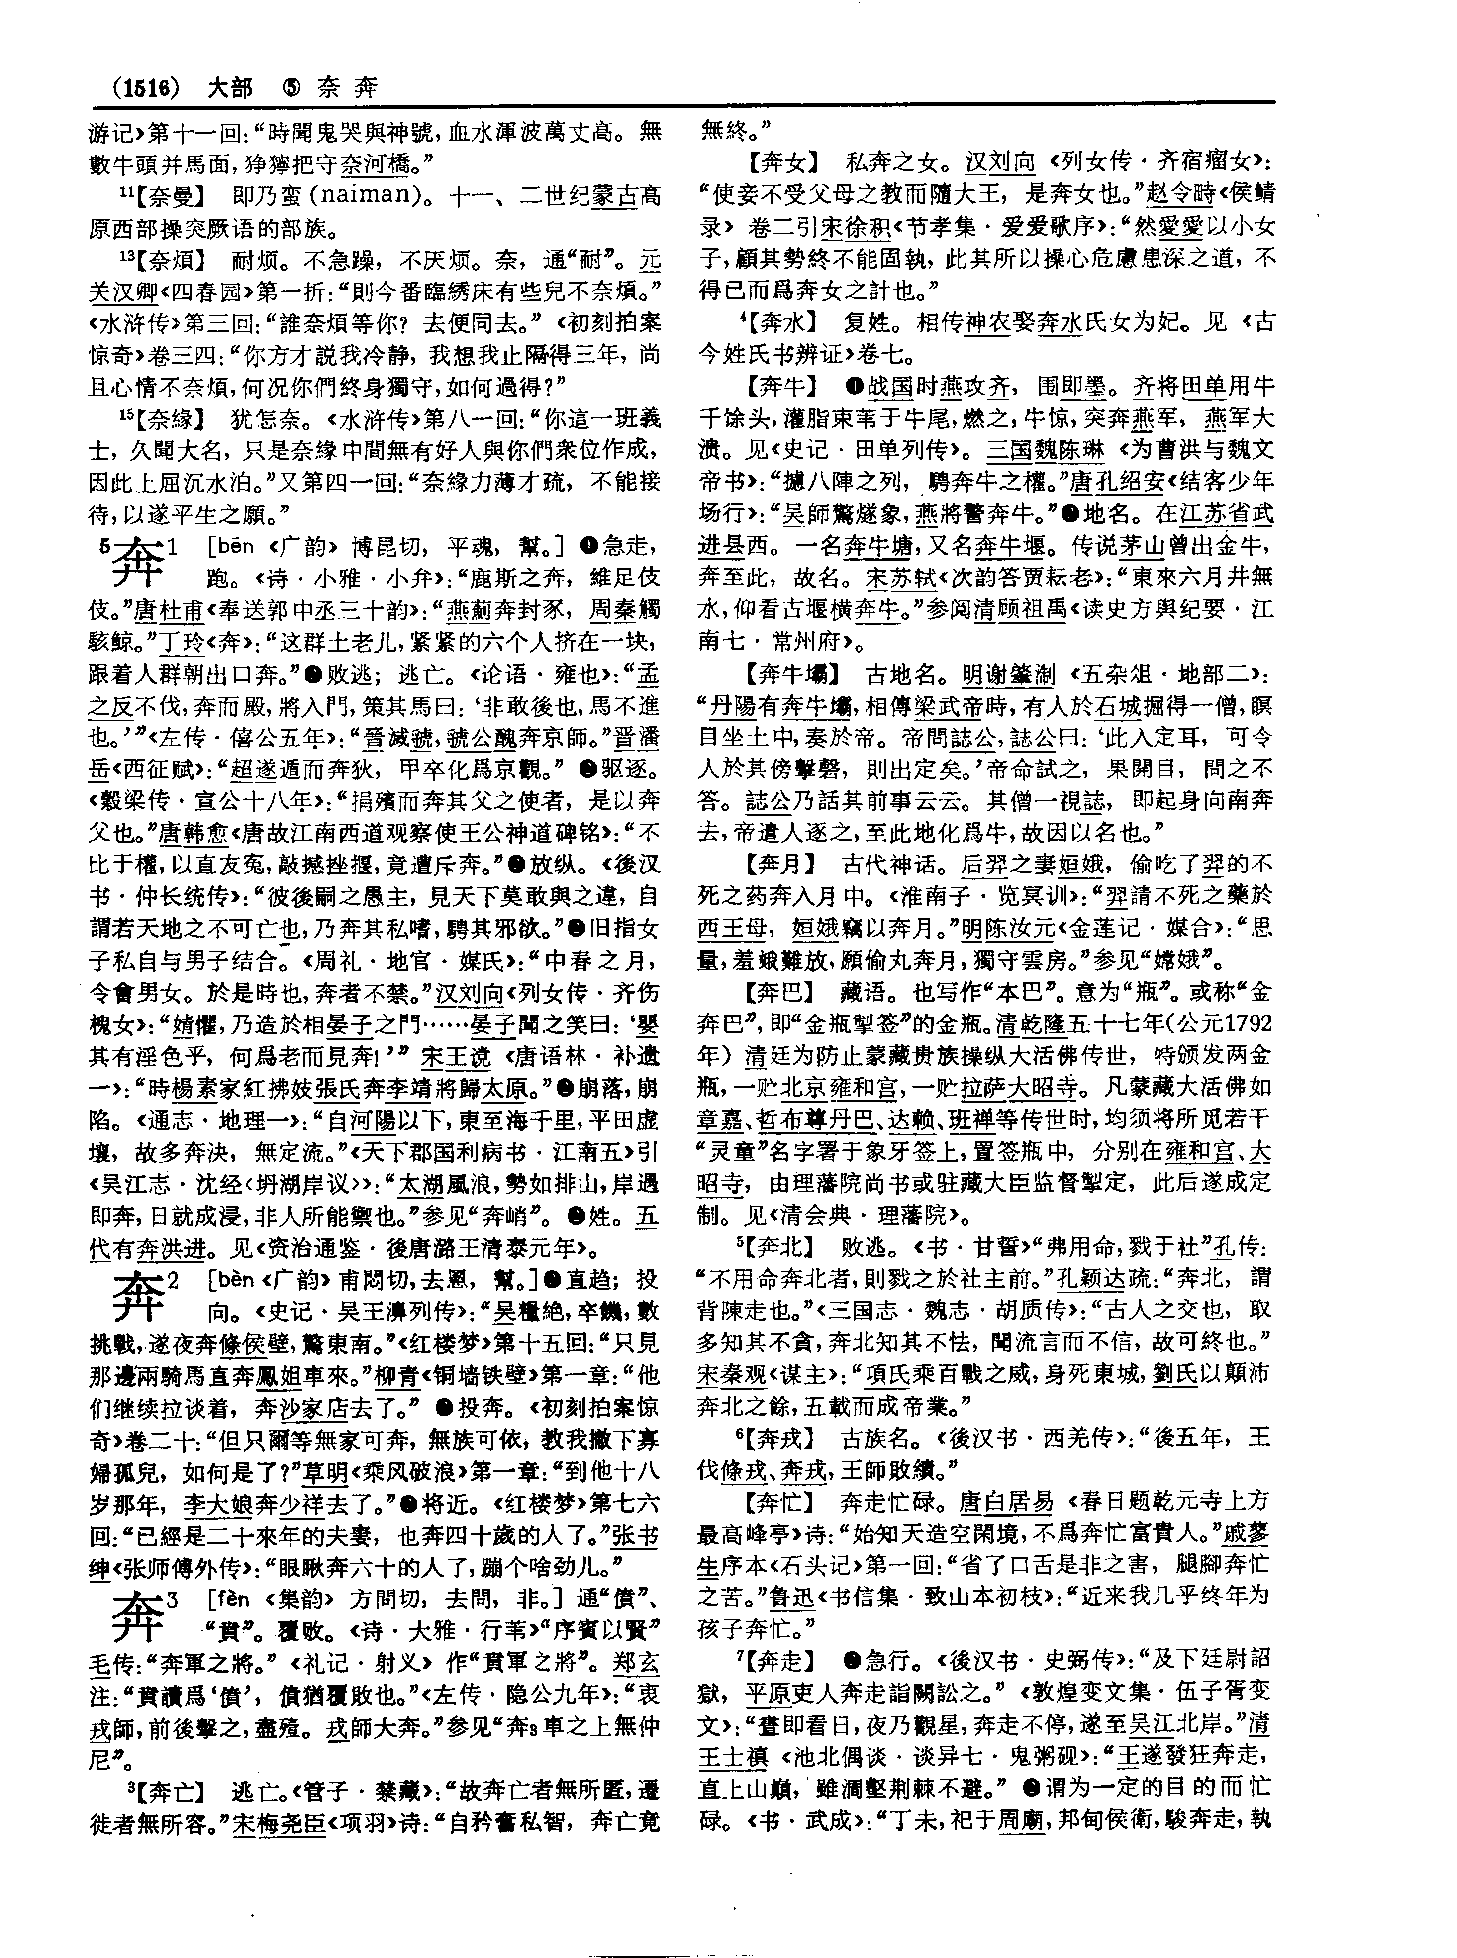 (1516) 大部 ⑤ 奈 奔
游记》第十一回：“時聞鬼哭與神號，血水渾波萬丈高。無
數牛頭并馬面，猙獰把守奈河橋。”
11【奈曼】 即乃蛮(naiman)。十一、二世纪蒙古高
原西部操突厥语的部族。
13【奈煩】 耐烦。不急躁，不厌烦。奈，通“耐”。元
关汉卿《四春园》第一折：“則今番臨綉床有些兒不奈煩。”
《水浒传》第三回：“誰奈煩等你？去便同去。”《初刻拍案
惊奇》卷三四：“你方才説我冷静，我想我止隔得三年，尚
且心情不奈煩，何况你們終身獨守，如何過得？”
15【奈緣】 犹怎奈。《水浒传》第八一回：“你這一班義
士，久聞大名，只是奈緣中間無有好人與你們衆位作成，
因此上屈沉水泊。”又第四一回：“奈緣力薄才疏，不能接
待，以遂平生之願。”
5奔1 [bēn《广韵》博昆切，平魂，幫。]❶急走，
跑。《诗·小雅·小弁》：“鹿斯之奔，維足伎
伎。”唐杜甫《奉送郭中丞三十韵》：“燕薊奔封豕，周秦觸
駭鯨。”丁玲《奔》：“这群土老儿，紧紧的六个人挤在一块，
跟着人群朝出口奔。”❷败逃；逃亡。《论语·雍也》：“孟
之反不伐，奔而殿，將入門，策其馬曰：‘非敢後也，馬不進
也。’”《左传·僖公五年》：“晋滅虢，虢公醜奔京師。”晋潘
岳《西征赋》：“超遂遁而奔狄，甲卒化爲京觀。”❸驱逐。
《穀梁传·宣公十八年》：“捐殯而奔其父之使者，是以奔
父也。”唐韩愈《唐故江南西道观察使王公神道碑铭》：“不
比于權，以直友冤，敲撼挫揠，竟遭斥奔。”❹放纵。《後汉
书·仲长统传》：“彼後嗣之愚主，見天下莫敢與之違，自
謂若天地之不可亡也，乃奔其私嗜，騁其邪欲。”❺旧指女
子私自与男子结合。《周礼·地官·媒氏》：“中春之月，
令會男女。於是時也，奔者不禁。”汉刘向《列女传·齐伤
槐女》：“婧懼，乃造於相晏子之門……晏子聞之笑曰：‘嬰
其有淫色乎，何爲老而見奔！’”宋王谠《唐语林·补遗
一》：“時楊素家紅拂妓張氏奔李靖將歸太原。”❻崩落，崩
陷。《通志·地理一》：“自河陽以下，東至海千里，平田虚
壤，故多奔决，無定流。”《天下郡国利病书·江南五》引
《吴江志·沈经〈坍湖岸议〉》：“太湖風浪，勢如排山，岸遇
即奔，日就成浸，非人所能禦也。”参见“奔峭”。❼姓。五
代有奔洪进。见《资治通鉴·後唐潞王清泰元年》。
奔2 [bèn《广韵》甫悶切，去慁，幫。]❶直趋；投
向。《史记·吴王濞列传》：“吴糧絶，卒饑，數
挑戰，遂夜奔條侯壁，驚東南。”《红楼梦》第十五回：“只見
那邊兩騎馬直奔鳳姐車來。”柳青《铜墙铁壁》第一章：“他
们继续拉谈着，奔沙家店去了。”❷投奔。《初刻拍案惊
奇》卷二十：“但只爾等無家可奔，無族可依，教我撇下寡
婦孤兒，如何是了？”草明《乘风破浪》第一章：“到他十八
岁那年，李大娘奔少祥去了。”❸将近。《红楼梦》第七六
回：“已經是二十來年的夫妻，也奔四十歲的人了。”张书
绅《张师傅外传》：“眼瞅奔六十的人了，蹦个啥劲儿。”
奔3 [fèn《集韵》方問切，去問，非。]通“僨”、
“賁”。覆败。《诗·大雅·行苇》“序賓以賢”
毛传：“奔軍之將。”《礼记·射义》作“賁軍之將”。郑玄
注：“賁讀爲‘僨’，僨猶覆敗也。”《左传·隐公九年》：“衷
戎師，前後擊之，盡殪。戎師大奔。”参见“奔3車之上無仲
尼”。
3【奔亡】 逃亡。《管子·禁藏》：“故奔亡者無所匿，遷
徙者無所容。”宋梅尧臣《项羽》诗：“自矜奮私智，奔亡竟
無終。”
【奔女】 私奔之女。汉刘向《列女传·齐宿瘤女》：
“使妾不受父母之教而隨大王，是奔女也。”赵令畤《侯鲭
录》卷二引宋徐积《节孝集·爱爱歌序》：“然愛愛以小女
子，顧其勢終不能固執，此其所以操心危慮患深之道，不
得已而爲奔女之計也。”
4【奔水】 复姓。相传神农娶奔水氏女为妃。见《古
今姓氏书辨证》卷七。
【奔牛】 ❶战国时燕攻齐，围即墨。齐将田单用牛
千馀头，灌脂束苇于牛尾，燃之，牛惊，突奔燕军，燕军大
溃。见《史记·田单列传》。三国魏陈琳《为曹洪与魏文
帝书》：“摅八陣之列，騁奔牛之權。”唐孔绍安《结客少年
场行》：“吴師驚燧象，燕將警奔牛。”❷地名。在江苏省武
进县西。一名奔牛塘，又名奔牛堰。传说茅山曾出金牛，
奔至此，故名。宋苏轼《次韵答贾耘老》：“東來六月井無
水，仰看古堰横奔牛。”参阅清顾祖禹《读史方舆纪要·江
南七·常州府》。
【奔牛壩】 古地名。明谢肇淛《五杂俎·地部二》：
“丹陽有奔牛壩，相傳梁武帝時，有人於石城掘得一僧，瞑
目坐土中，奏於帝。帝問誌公，誌公曰：‘此入定耳，可令
人於其傍擊磬，則出定矣。’帝命試之，果開目，問之不
答。誌公乃話其前事云云。其僧一視誌，即起身向南奔
去，帝遣人逐之，至此地化爲牛，故因以名也。”
【奔月】 古代神话。后羿之妻姮娥，偷吃了羿的不
死之药奔入月中。《淮南子·览冥训》：“羿請不死之藥於
西王母，姮娥竊以奔月。”明陈汝元《金莲记·媒合》：“思
量，羞娥難放，願偷丸奔月，獨守雲房。”参见“嫦娥”。
【奔巴】 藏语。也写作“本巴”。意为“瓶”。或称“金
奔巴”，即“金瓶掣签”的金瓶。清乾隆五十七年（公元1792
年）清廷为防止蒙藏贵族操纵大活佛传世，特颁发两金
瓶，一贮北京雍和宫，一贮拉萨大昭寺。凡蒙藏大活佛如
章嘉、哲布尊丹巴、达赖、班禅等传世时，均须将所觅若干
“灵童”名字署于象牙签上，置签瓶中，分别在雍和宫、大
昭寺，由理藩院尚书或驻藏大臣监督掣定，此后遂成定
制。见《清会典·理藩院》。
5【奔北】 败逃。《书·甘誓》“弗用命，戮于社”孔传：
“不用命奔北者，則戮之於社主前。”孔颖达疏：“奔北，謂
背陳走也。”《三国志·魏志·胡质传》：“古人之交也，取
多知其不貪，奔北知其不怯，聞流言而不信，故可終也。”
宋秦观《谋主》：“項氏乘百戰之威，身死東城，劉氏以顛沛
奔北之餘，五載而成帝業。”
6【奔戎】 古族名。《後汉书·西羌传》：“後五年，王
伐條戎、奔戎，王師敗績。”
【奔忙】 奔走忙碌。唐白居易《春日题乾元寺上方
最高峰亭》诗：“始知天造空閑境，不爲奔忙富貴人。”戚蓼
生序本《石头记》第一回：“省了口舌是非之害，腿脚奔忙
之苦。”鲁迅《书信集·致山本初枝》：“近来我几乎终年为
孩子奔忙。”
7【奔走】 ❶急行。《後汉书·史弼传》：“及下廷尉詔
獄，平原吏人奔走詣闕訟之。”《敦煌变文集·伍子胥变
文》：“晝即看日，夜乃觀星，奔走不停，遂至吴江北岸。”清
王士禛《池北偶谈·谈异七·鬼粥砚》：“王遂發狂奔走，
直上山巔，雖澗壑荆棘不避。”❷谓为一定的目的而忙
碌。《书·武成》：“丁未，祀于周廟，邦甸侯衛，駿奔走，執